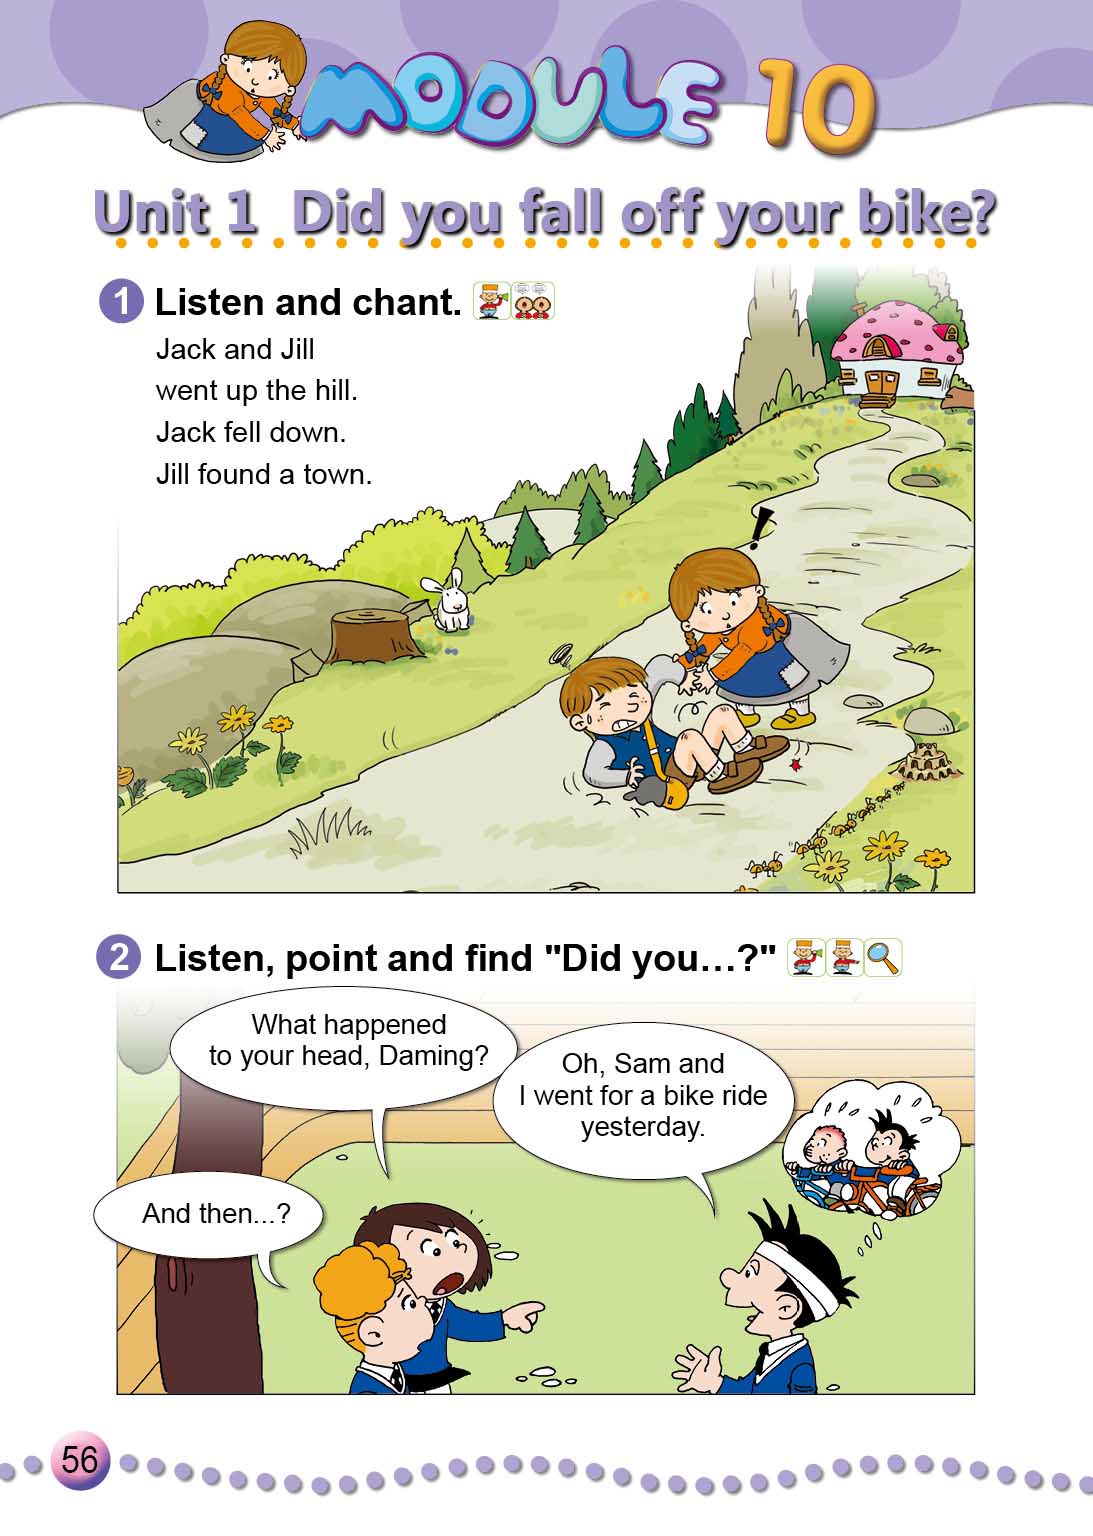 MODULE 10
Unit 1 Did you fall off your bike?
1 Listen and chant.
Jack and Jill
went up the hill.
Jack fell down.
Jill found a town.
!
2 Listen, point and find "Did you...?"
What happened
to your head, Daming?
Oh, Sam and
I went for a bike ride
yesterday.
And then...?
56